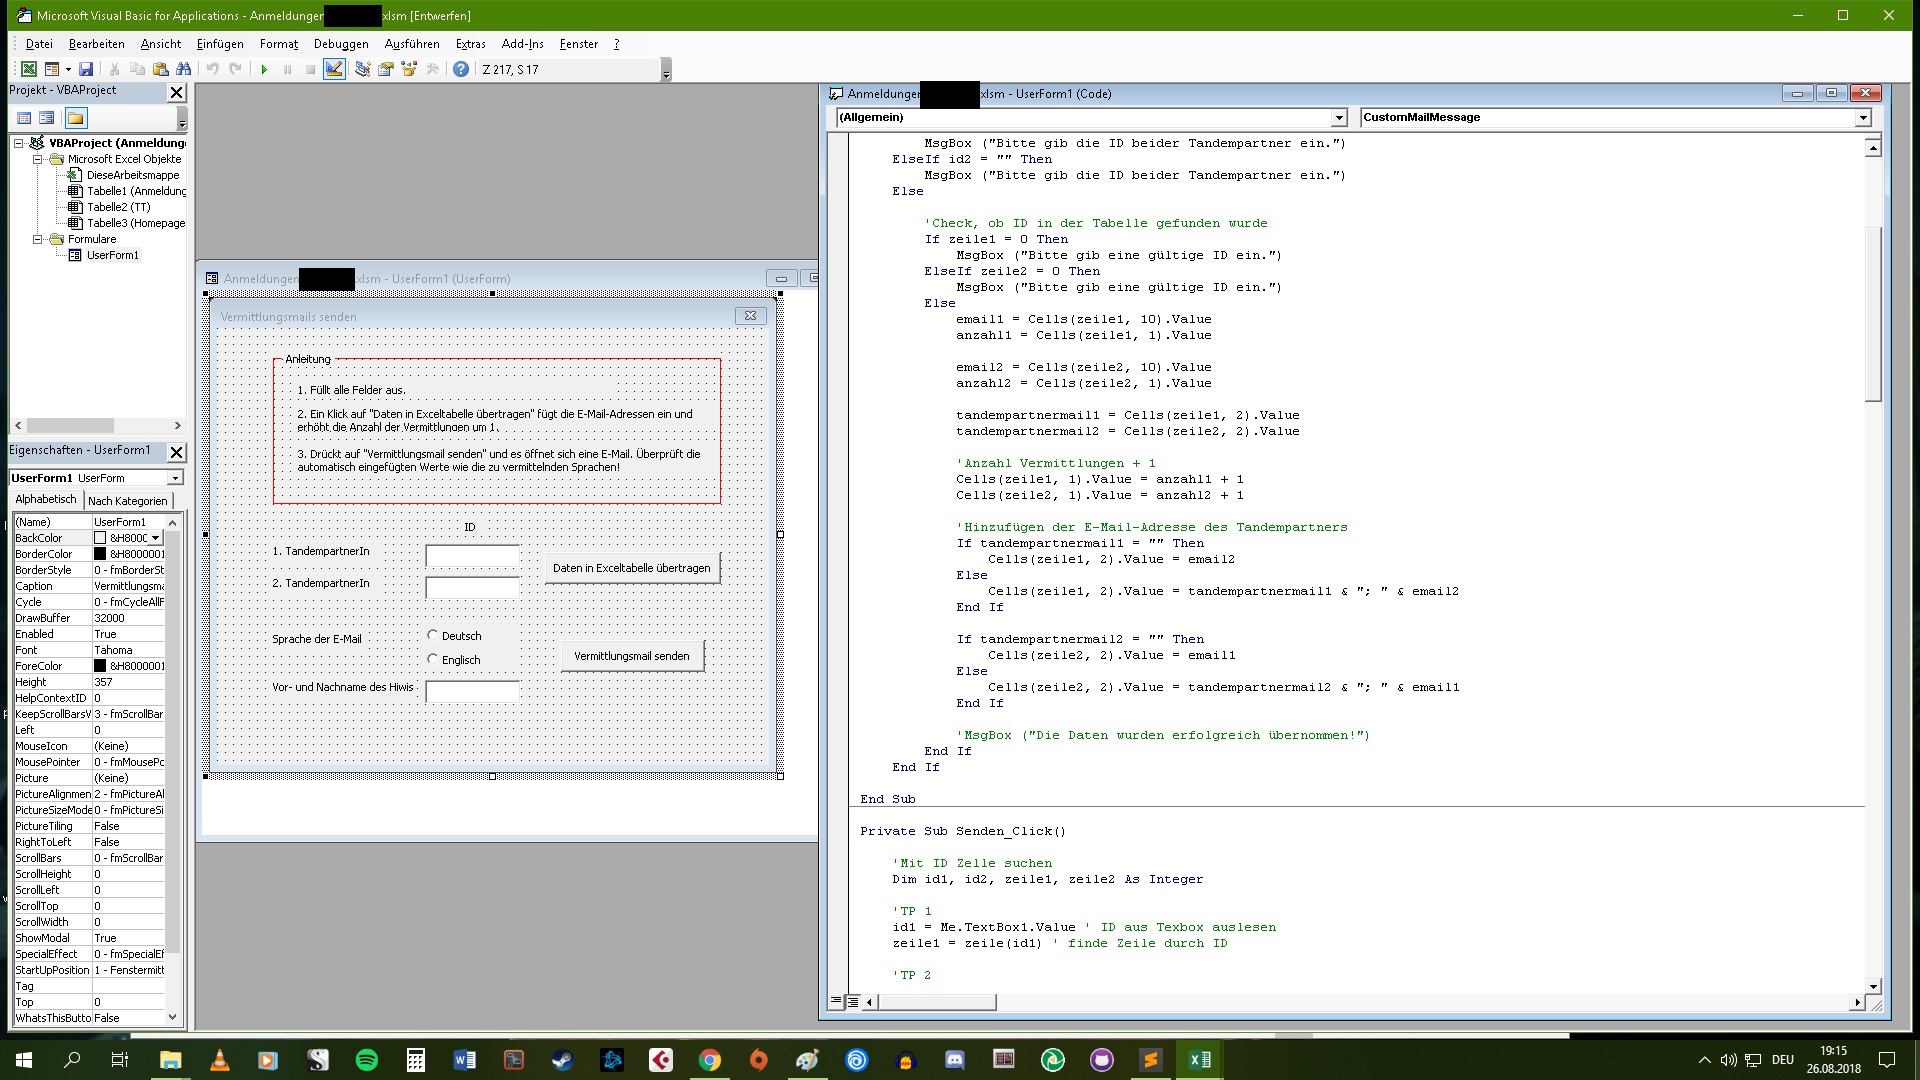 Microsoft Visual Basic for Applications - Anmeldungen xlsm [Entwerfen]
Datei Bearbeiten Ansicht Einfügen Format Debuggen Ausführen Extras Add-Ins Fenster ?
Z 217, S 17
Projekt - VBAProject
VBAProject (Anmeldung
Microsoft Excel Objekte
DieseArbeitsmappe
Tabelle1 (Anmeldung
Tabelle2 (TT)
Tabelle3 (Homepage
Formulare
UserForm1
Eigenschaften - UserForm1
UserForm1 UserForm
Alphabetisch Nach Kategorien
(Name) UserForm1
BackColor &H800C
BorderColor &H8000001
BorderStyle 0 - fmBorderSt
Caption Vermittlungsma
Cycle 0 - fmCycleAllF
DrawBuffer 32000
Enabled True
Font Tahoma
ForeColor &H8000001
Height 357
HelpContextID 0
KeepScrollBarsV 3 - fmScrollBar
Left 0
MouseIcon (Keine)
MousePointer 0 - fmMousePo
Picture (Keine)
PictureAlignmen 2 - fmPictureAl
PictureSizeMode 0 - fmPictureSi
PictureTiling False
RightToLeft False
ScrollBars 0 - fmScrollBar
ScrollHeight 0
ScrollLeft 0
ScrollTop 0
ScrollWidth 0
ShowModal True
SpecialEffect 0 - fmSpecialEf
StartUpPosition 1 - Fenstermitt
Tag
Top 0
WhatsThisButto False
Anmeldungen xlsm - UserForm1 (UserForm)
Vermittlungsmails senden
Anleitung
1. Füllt alle Felder aus.
2. Ein Klick auf "Daten in Exceltabelle übertragen" fügt die E-Mail-Adressen ein und
erhöht die Anzahl der Vermittlungen um 1.
3. Drückt auf "Vermittlungsmail senden" und es öffnet sich eine E-Mail. Überprüft die
automatisch eingefügten Werte wie die zu vermittelnden Sprachen!
ID
1. TandempartnerIn
2. TandempartnerIn
Daten in Exceltabelle übertragen
Sprache der E-Mail
Deutsch
Englisch
Vermittlungsmail senden
Vor- und Nachname des Hiwis
Anmeldungen xlsm - UserForm1 (Code)
(Allgemein) CustomMailMessage
MsgBox ("Bitte gib die ID beider Tandempartner ein.")
ElseIf id2 = "" Then
MsgBox ("Bitte gib die ID beider Tandempartner ein.")
Else
'Check, ob ID in der Tabelle gefunden wurde
If zeile1 = 0 Then
MsgBox ("Bitte gib eine gültige ID ein.")
ElseIf zeile2 = 0 Then
MsgBox ("Bitte gib eine gültige ID ein.")
Else
email1 = Cells(zeile1, 10).Value
anzahl1 = Cells(zeile1, 1).Value
email2 = Cells(zeile2, 10).Value
anzahl2 = Cells(zeile2, 1).Value
tandempartnermail1 = Cells(zeile1, 2).Value
tandempartnermail2 = Cells(zeile2, 2).Value
'Anzahl Vermittlungen + 1
Cells(zeile1, 1).Value = anzahl1 + 1
Cells(zeile2, 1).Value = anzahl2 + 1
'Hinzufügen der E-Mail-Adresse des Tandempartners
If tandempartnermail1 = "" Then
Cells(zeile1, 2).Value = email2
Else
Cells(zeile1, 2).Value = tandempartnermail1 & "; " & email2
End If
If tandempartnermail2 = "" Then
Cells(zeile2, 2).Value = email1
Else
Cells(zeile2, 2).Value = tandempartnermail2 & "; " & email1
End If
'MsgBox ("Die Daten wurden erfolgreich übernommen!")
End If
End If
End Sub
Private Sub Senden_Click()
'Mit ID Zelle suchen
Dim id1, id2, zeile1, zeile2 As Integer
'TP 1
id1 = Me.TextBox1.Value ' ID aus Texbox auslesen
zeile1 = zeile(id1) ' finde Zeile durch ID
'TP 2
DEU
19:15
26.08.2018